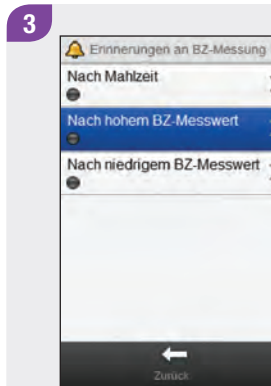 3
Erinnerungen an BZ-Messung
Nach Mahlzeit
Nach hohem BZ-Messwert
Nach niedrigem BZ-Messwert
Zurück